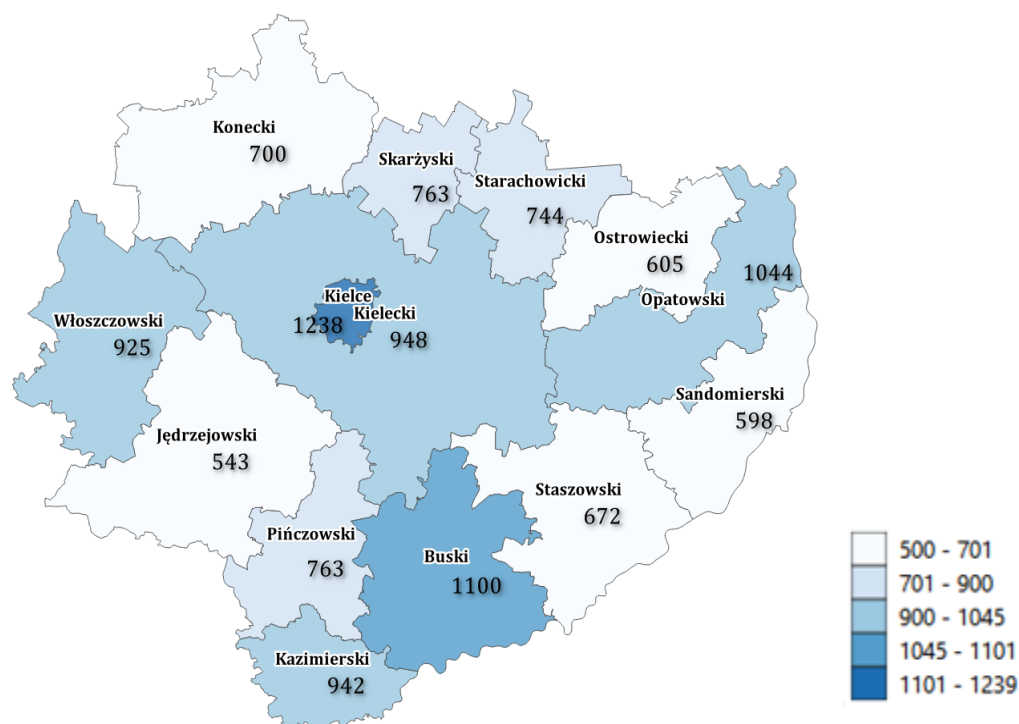 Konecki
700
Skarżyski
763
Starachowicki
744
Ostrowiecki
605
1044
Opatowski
Kielce
1238
Kielecki
948
Włoszczowski
925
Sandomierski
598
Jędrzejowski
543
Staszowski
672
Pińczowski
763
Buski
1100
Kazimierski
942
500 - 701
701 - 900
900 - 1045
1045 - 1101
1101 - 1239